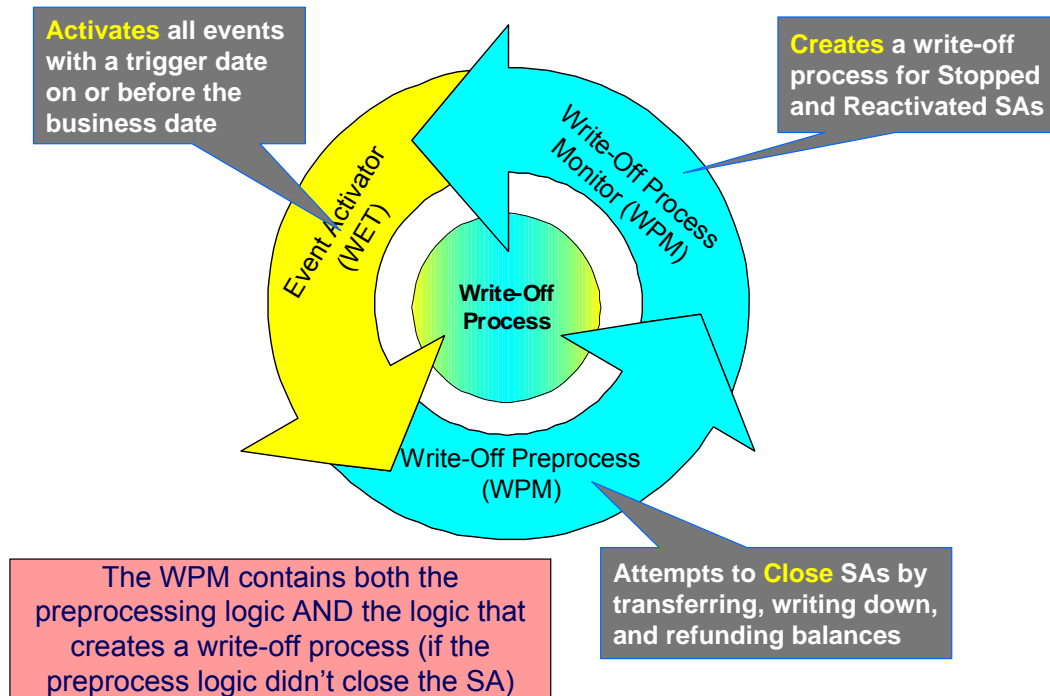 Activates all events
with a trigger date
on or before the
business date
Creates a write-off
process for Stopped
and Reactivated SAs
Write-Off Process
Monitor (WPM)
Event Activator
(WET)
Write-Off
Process
Write-Off Preprocess
(WPM)
Attempts to Close SAs by
transferring, writing down,
and refunding balances
The WPM contains both the
preprocessing logic AND the logic that
creates a write-off process (if the
preprocess logic didn't close the SA)